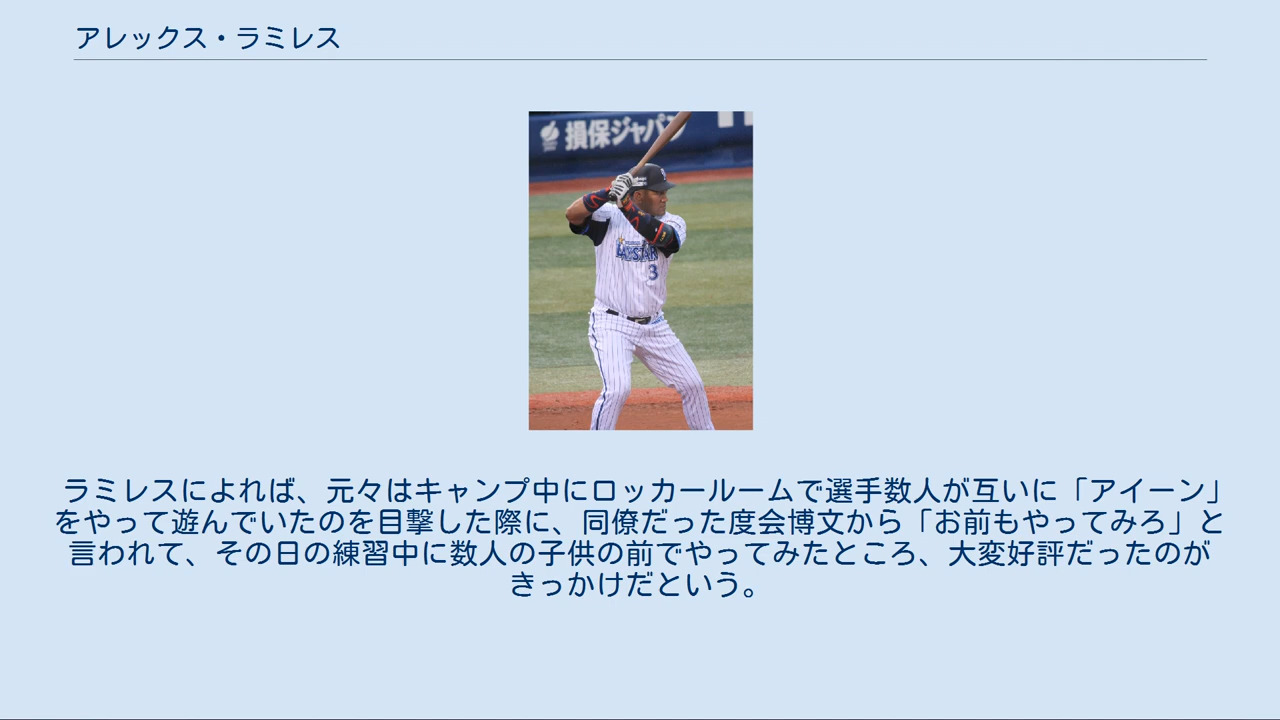 アレックス・ラミレス
損保ジャパン
3
ラミレスによれば、元々はキャンプ中にロッカールームで選手数人が互いに「アイーン」
をやって遊んでいたのを目撃した際に、同僚だった度会博文から「お前もやってみろ」と
言われて、その日の練習中に数人の子供の前でやってみたところ、大変好評だったのが
きっかけだという。